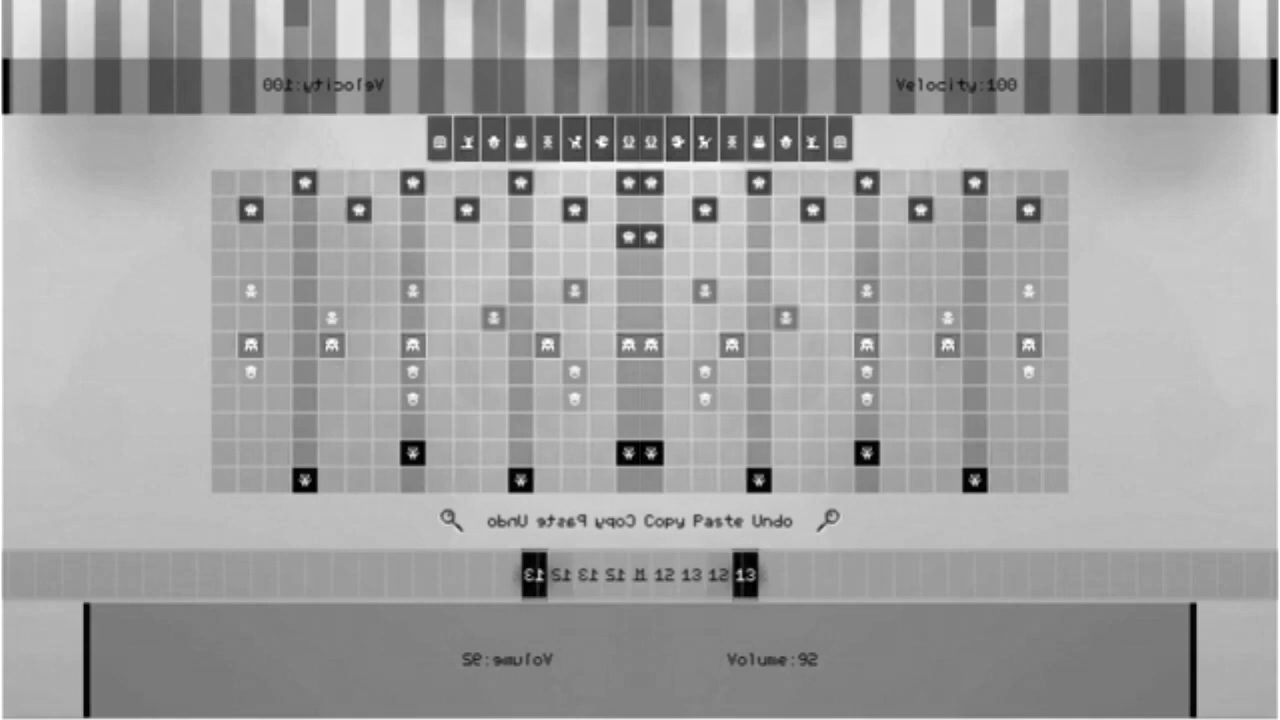 Velocity:100 Velocity:100
Copy Paste Undo Copy Paste Undo
13 12 13 12 11 12 13 12 13
Volume:92 Volume:92